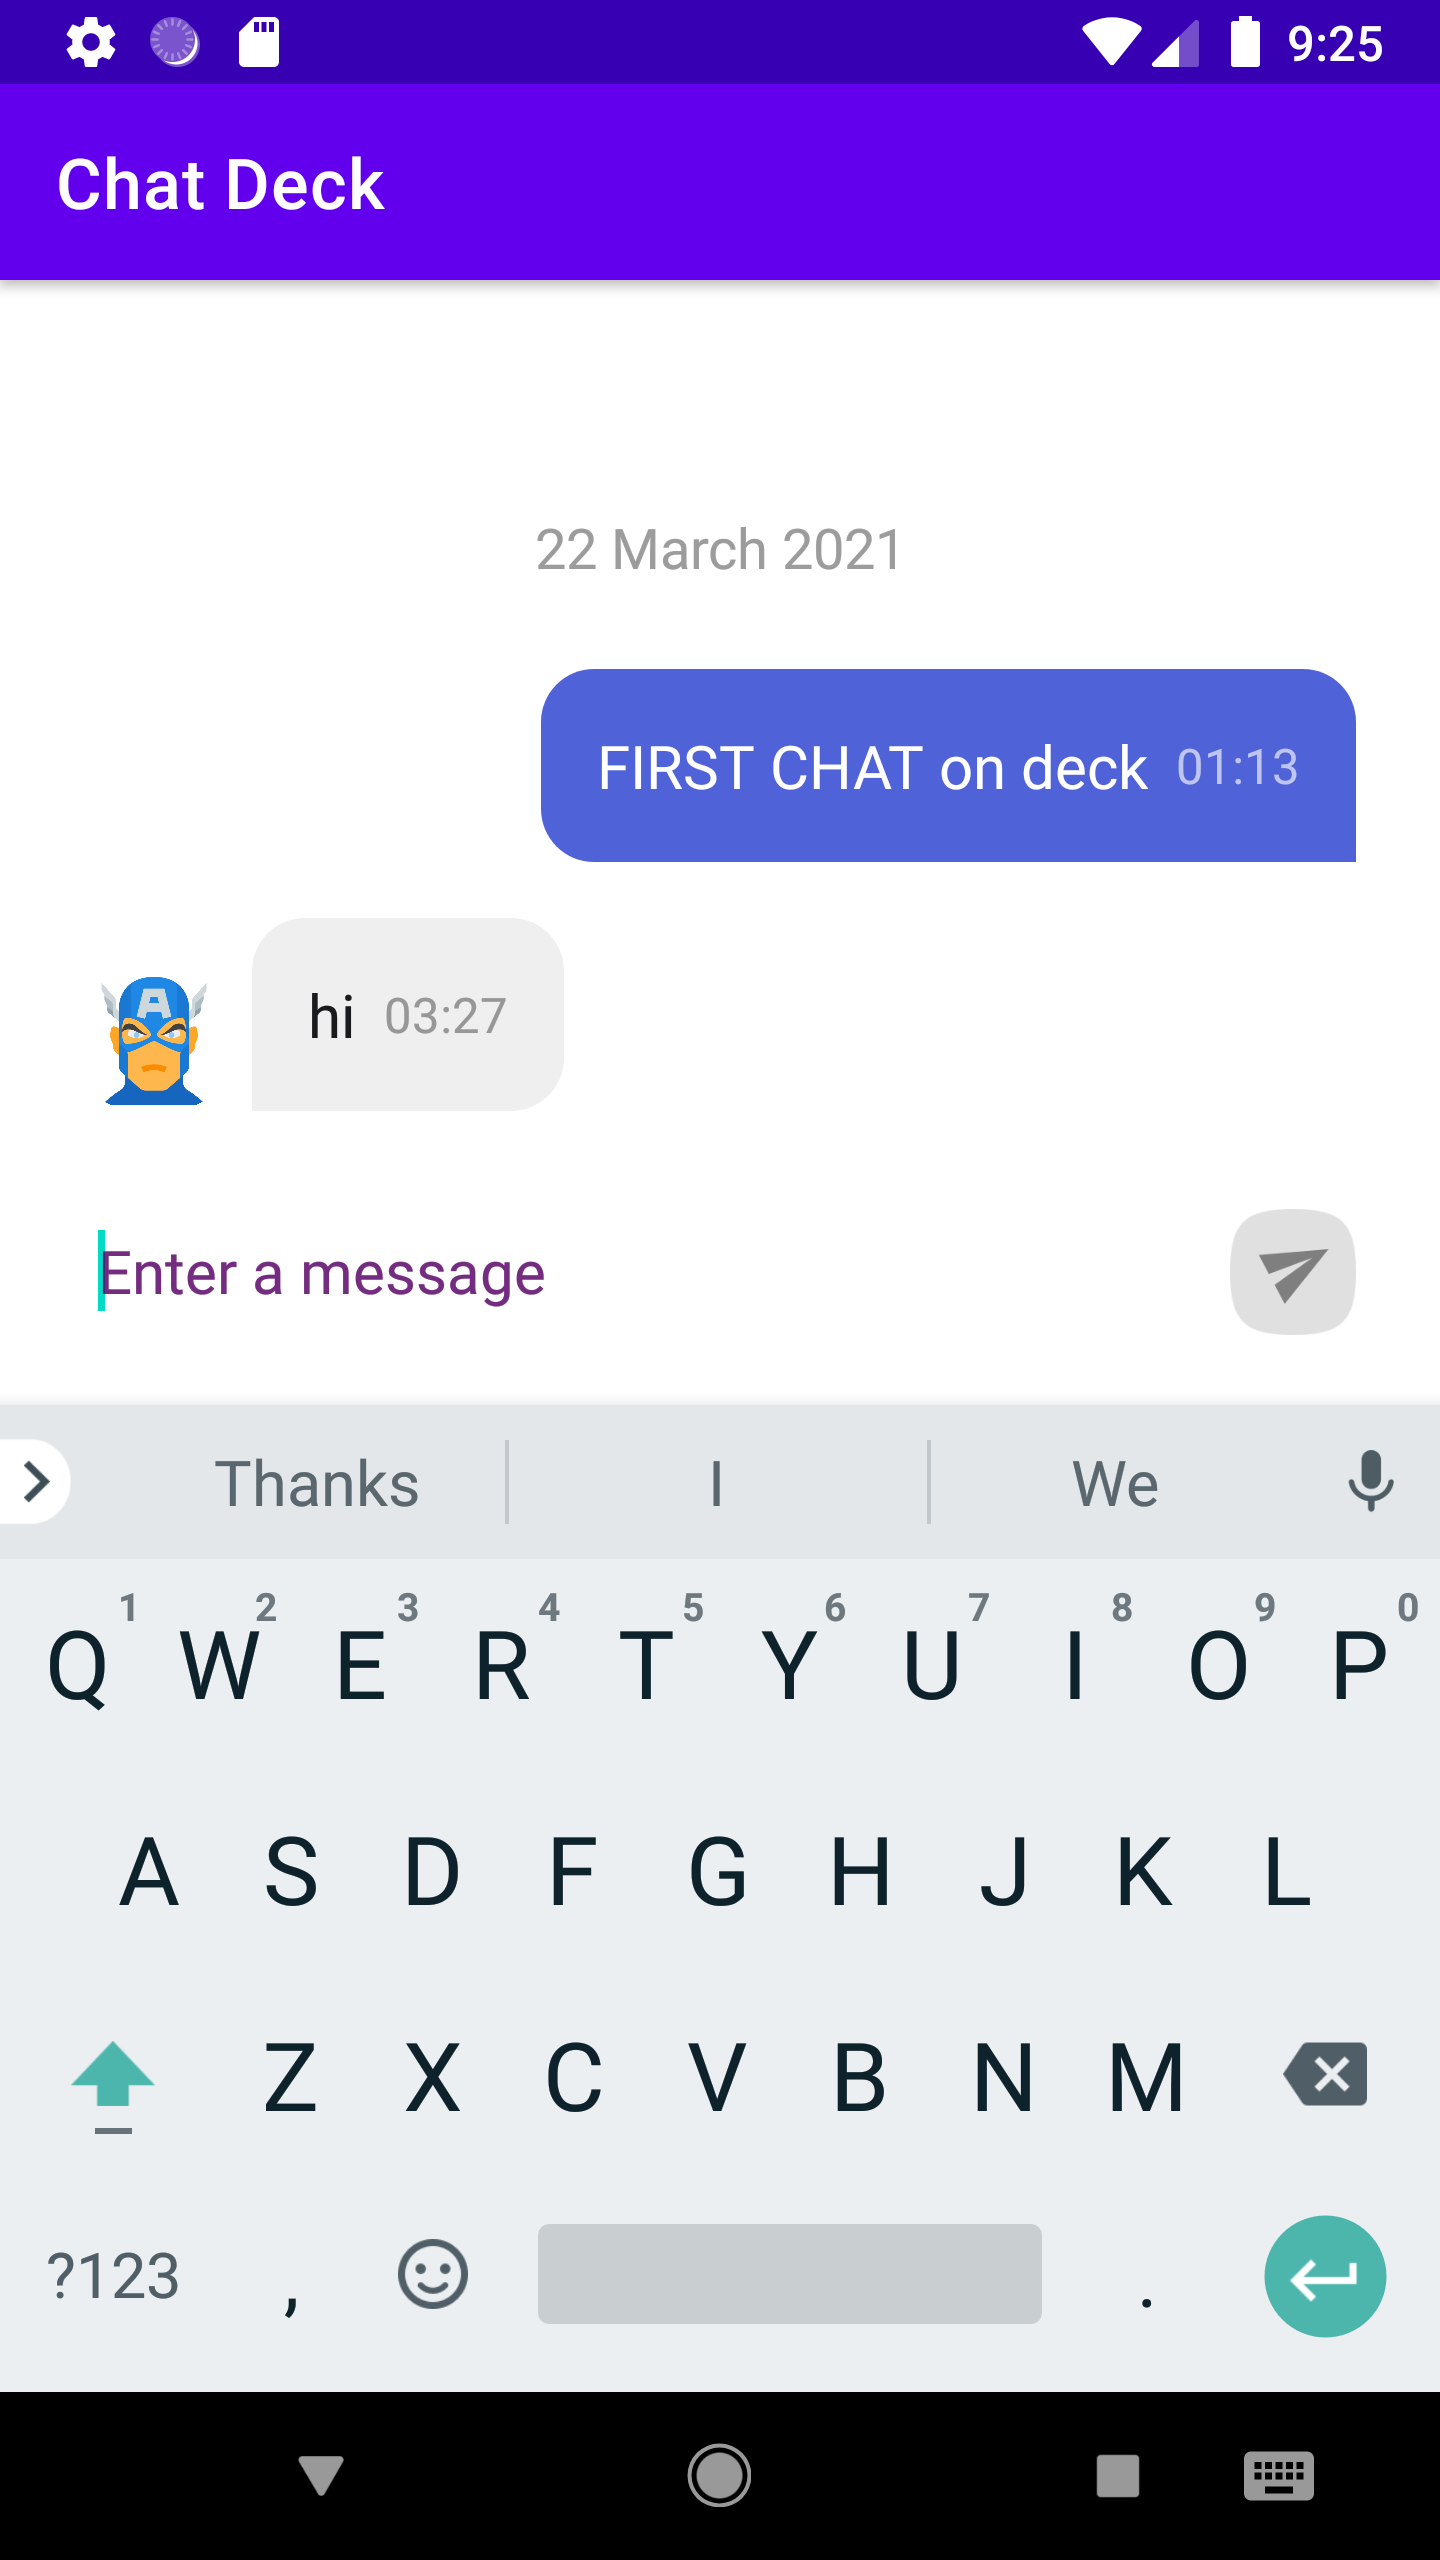 9:25
Chat Deck
22 March 2021
FIRST CHAT on deck 01:13
hi 03:27
Enter a message
Thanks I We
1 2 3 4 5 6 7 8 9 0
Q W E R T Y U I O P
A S D F G H J K L
Z X C V B N M
?123 , .